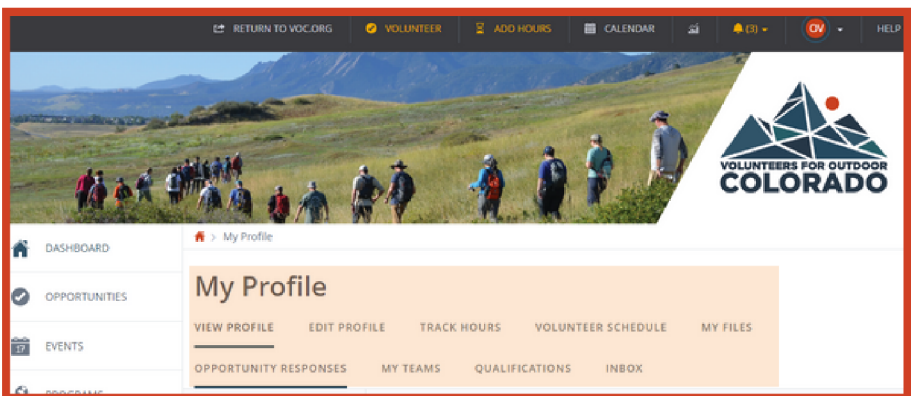 RETURN TO VOC.ORG VOLUNTEER ADD HOURS CALENDAR (3) CIV HELP
VOLUNTEERS FOR OUTDOOR
COLORADO
My Profile
DASHBOARD
OPPORTUNITIES
17 EVENTS
PROGRAMS
My Profile
VIEW PROFILE EDIT PROFILE TRACK HOURS VOLUNTEER SCHEDULE MY FILES
OPPORTUNITY RESPONSES MY TEAMS QUALIFICATIONS INBOX